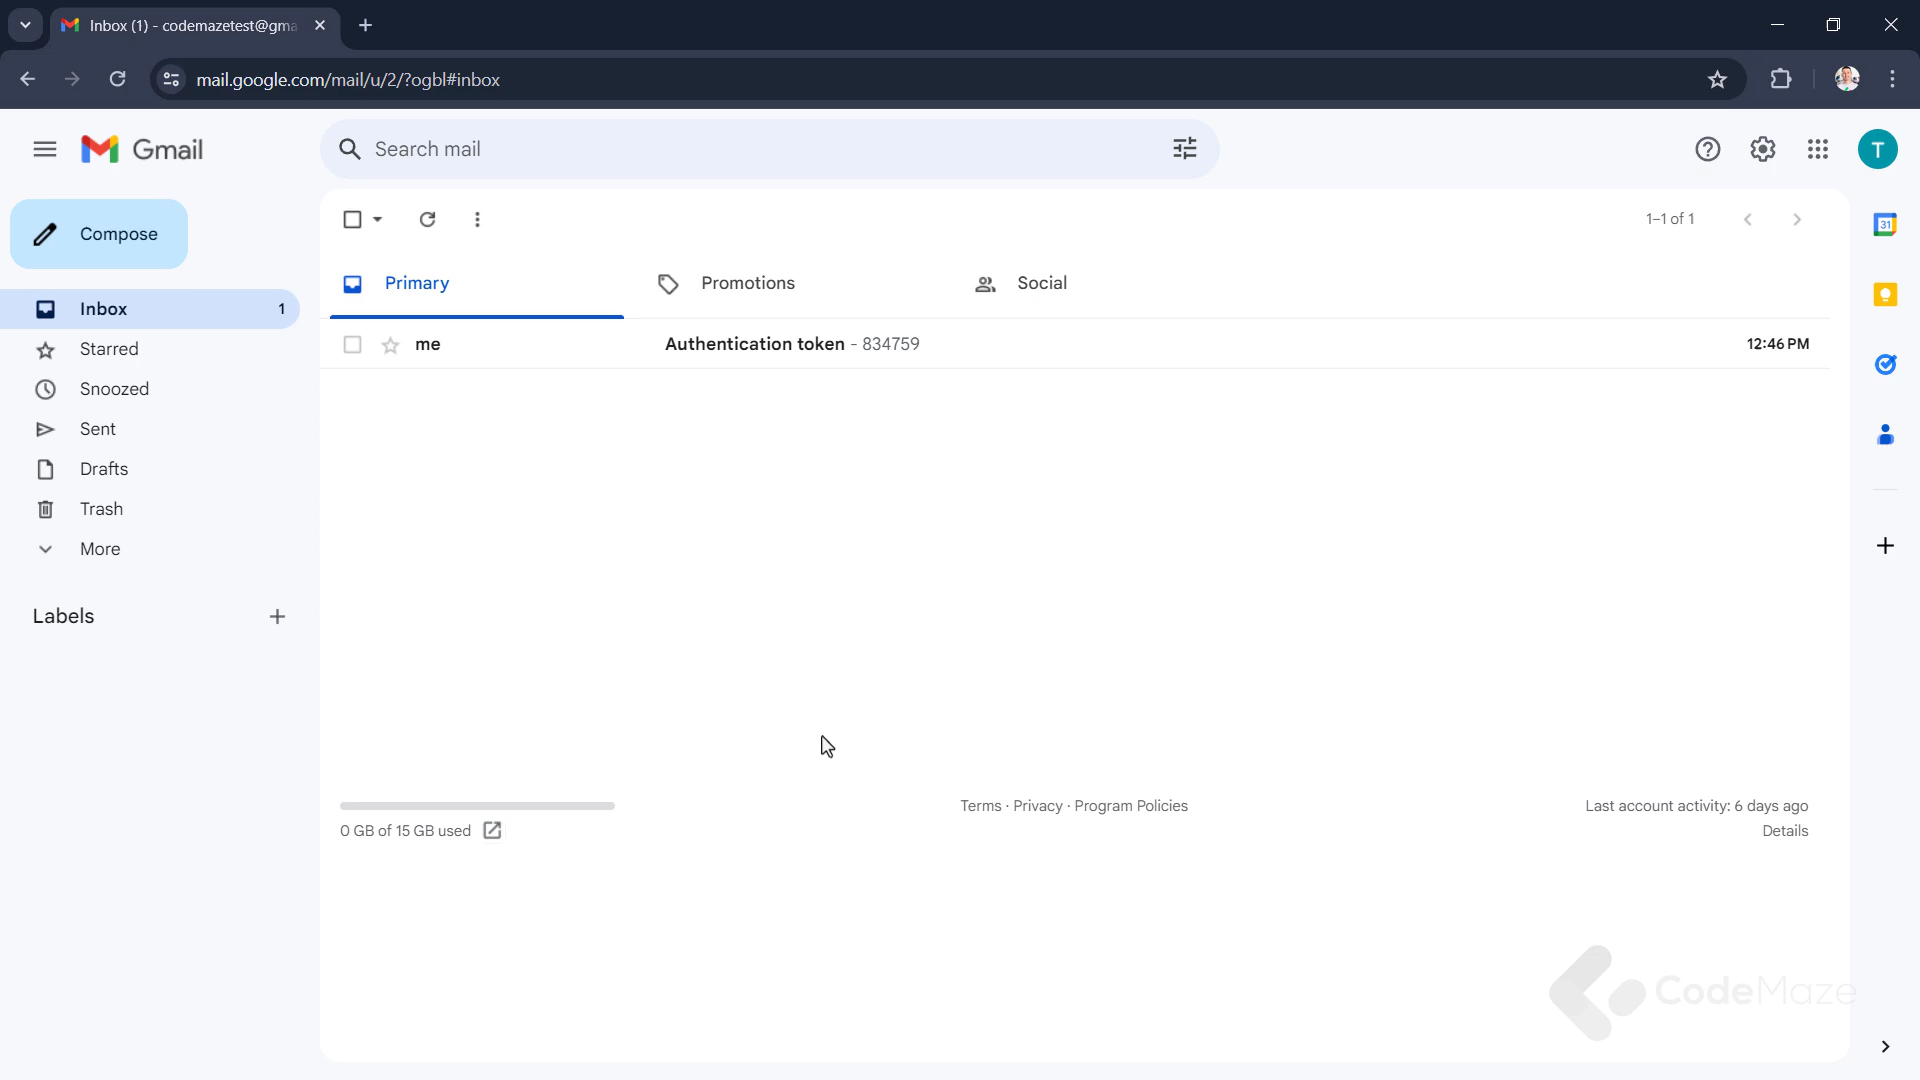 Inbox (1) - codemazetest@gma
mail.google.com/mail/u/2/?ogbl#inbox
Gmail
Search mail
T
Compose
1–1 of 1
31
Primary
Promotions
Social
Inbox 1
me Authentication token - 834759 12:46 PM
Starred
Snoozed
Sent
Drafts
Trash
More
Labels
Terms · Privacy · Program Policies
Last account activity: 6 days ago
0 GB of 15 GB used
Details
CodeMaze